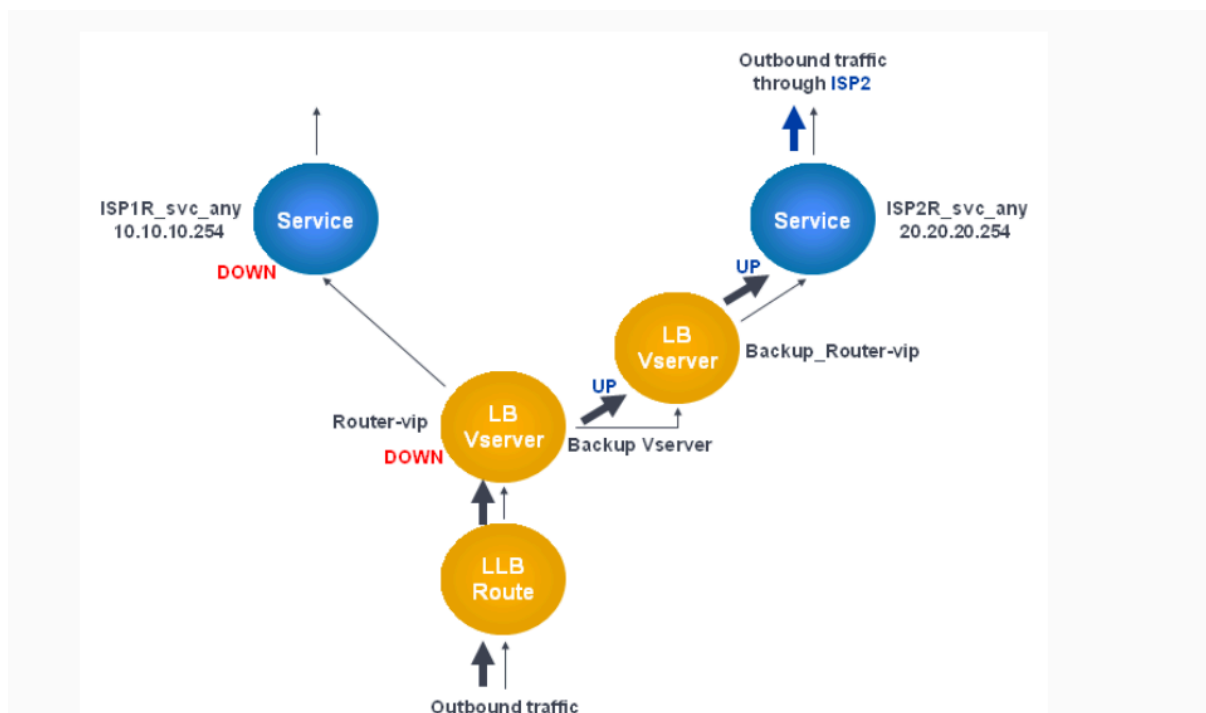 Outbound traffic
through ISP2
ISP1R_svc_any
10.10.10.254
Service
DOWN
Service
ISP2R_svc_any
20.20.20.254
UP
LB
Vserver
Backup_Router-vip
UP
Router-vip
DOWN
LB
Vserver
Backup Vserver
LLB
Route
Outbound traffic